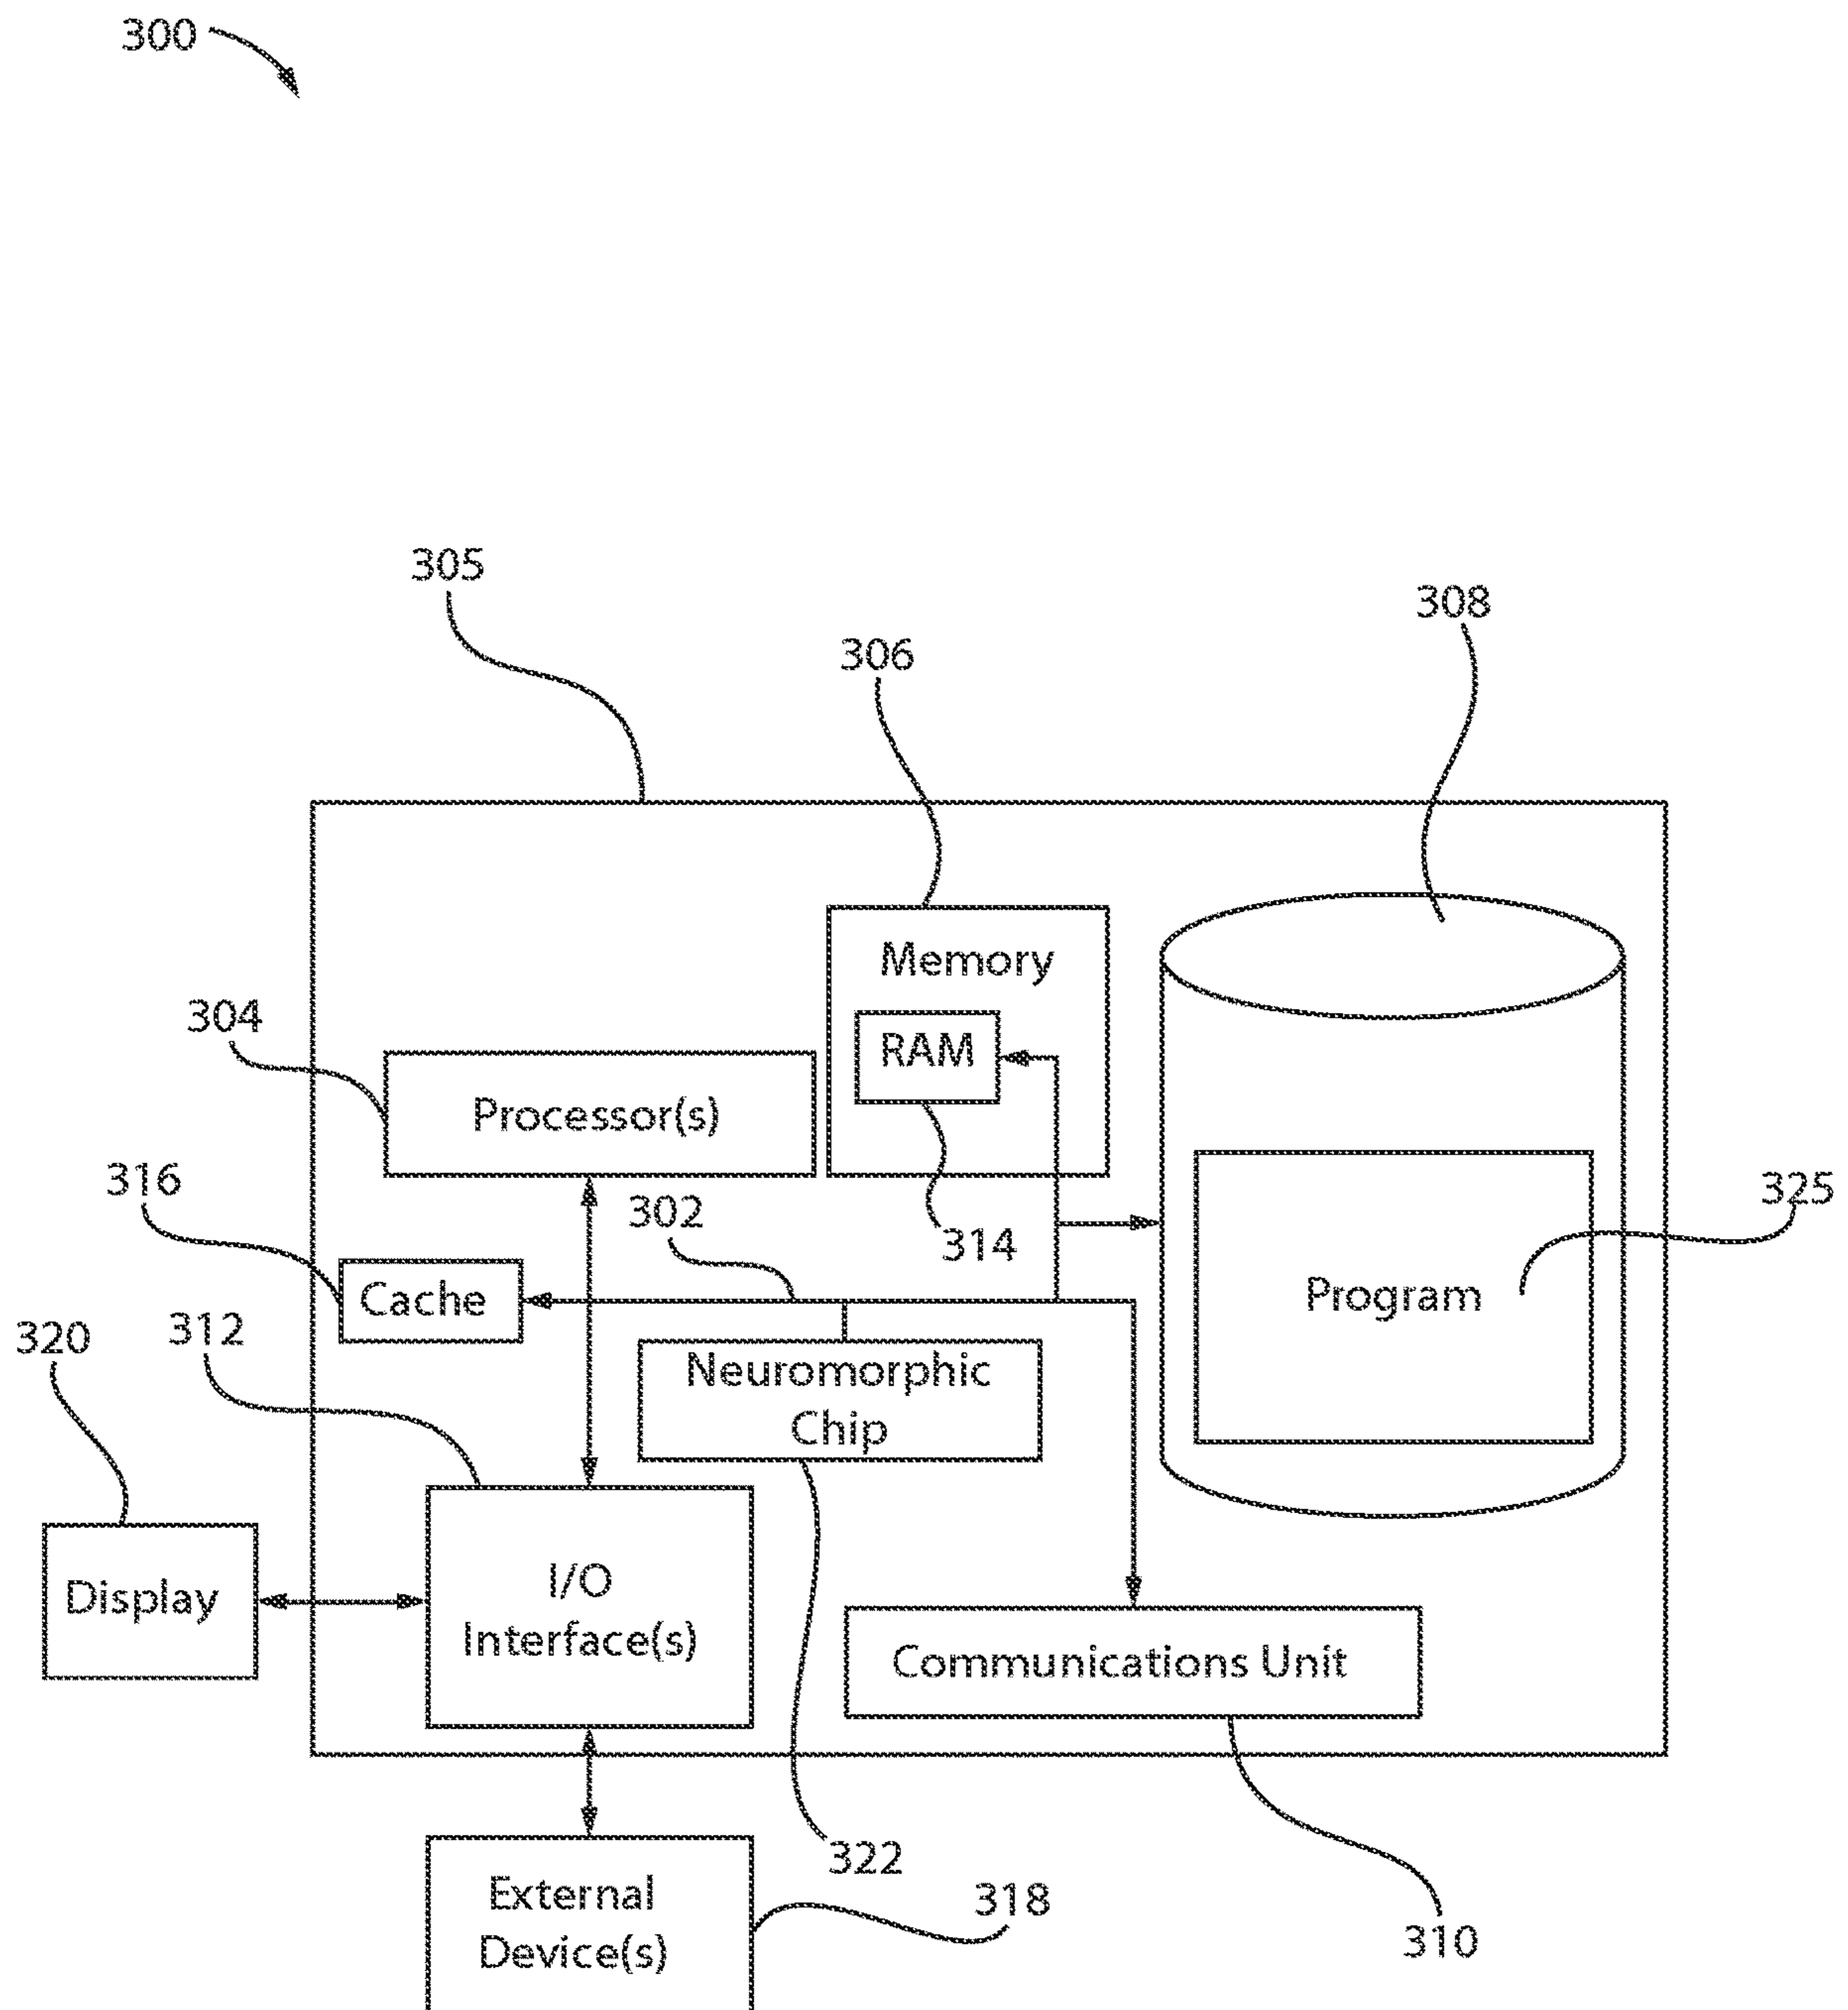 300
305
308
306
Memory
304
RAM
Processor(s)
316
302
314
325
Cache
Program
320
312
Neuromorphic
Chip
I/O
Display
Interface(s)
Communications Unit
322
External
318
310
Device(s)